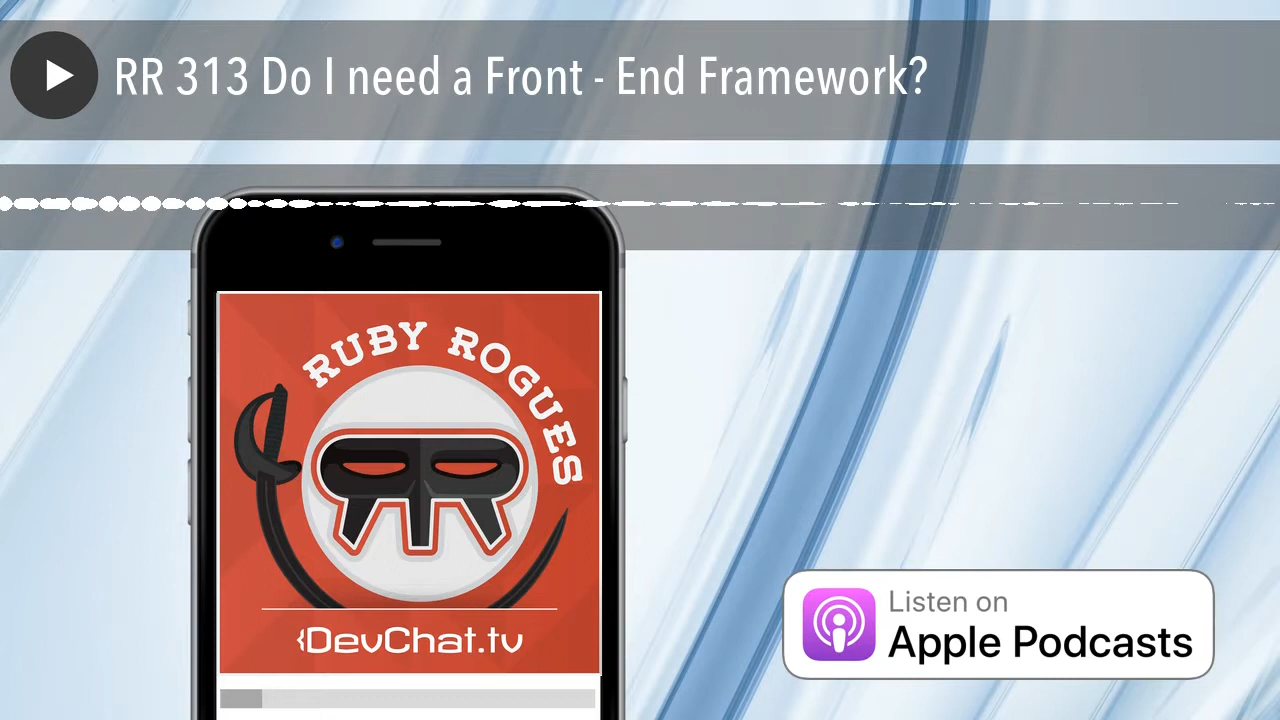 RR 313 Do I need a Front - End Framework?
RUBY ROGUES
{DevChat.tv
Listen on
Apple Podcasts